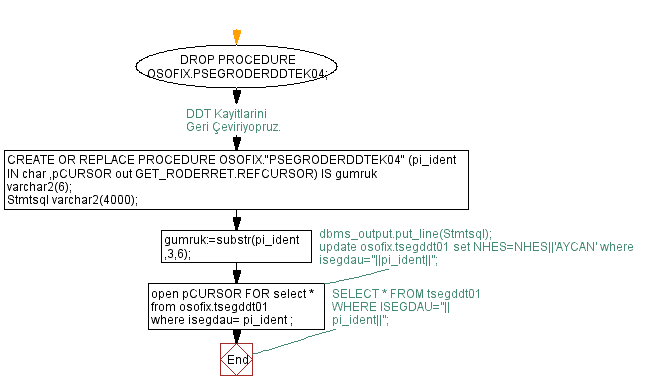 DROP PROCEDURE
OSOFIX.PSEGRODERDDTEK04;
DDT Kayitlarini
Geri Çeviriyopruz.
CREATE OR REPLACE PROCEDURE OSOFIX."PSEGRODERDDTEK04" (pi_ident
IN char ,pCURSOR out GET_RODERRET.REFCURSOR) IS gumruk
varchar2(6);
Stmtsql varchar2(4000);
gumruk:=substr(pi_ident
,3,6);
dbms_output.put_line(Stmtsql);
update osofix.tsegddt01 set NHES=NHES||'AYCAN' where
isegdau="||pi_ident||";
open pCURSOR FOR select *
from osofix.tsegddt01
where isegdau= pi_ident ;
SELECT * FROM tsegddt01
WHERE ISEGDAU="||
pi_ident||";
End